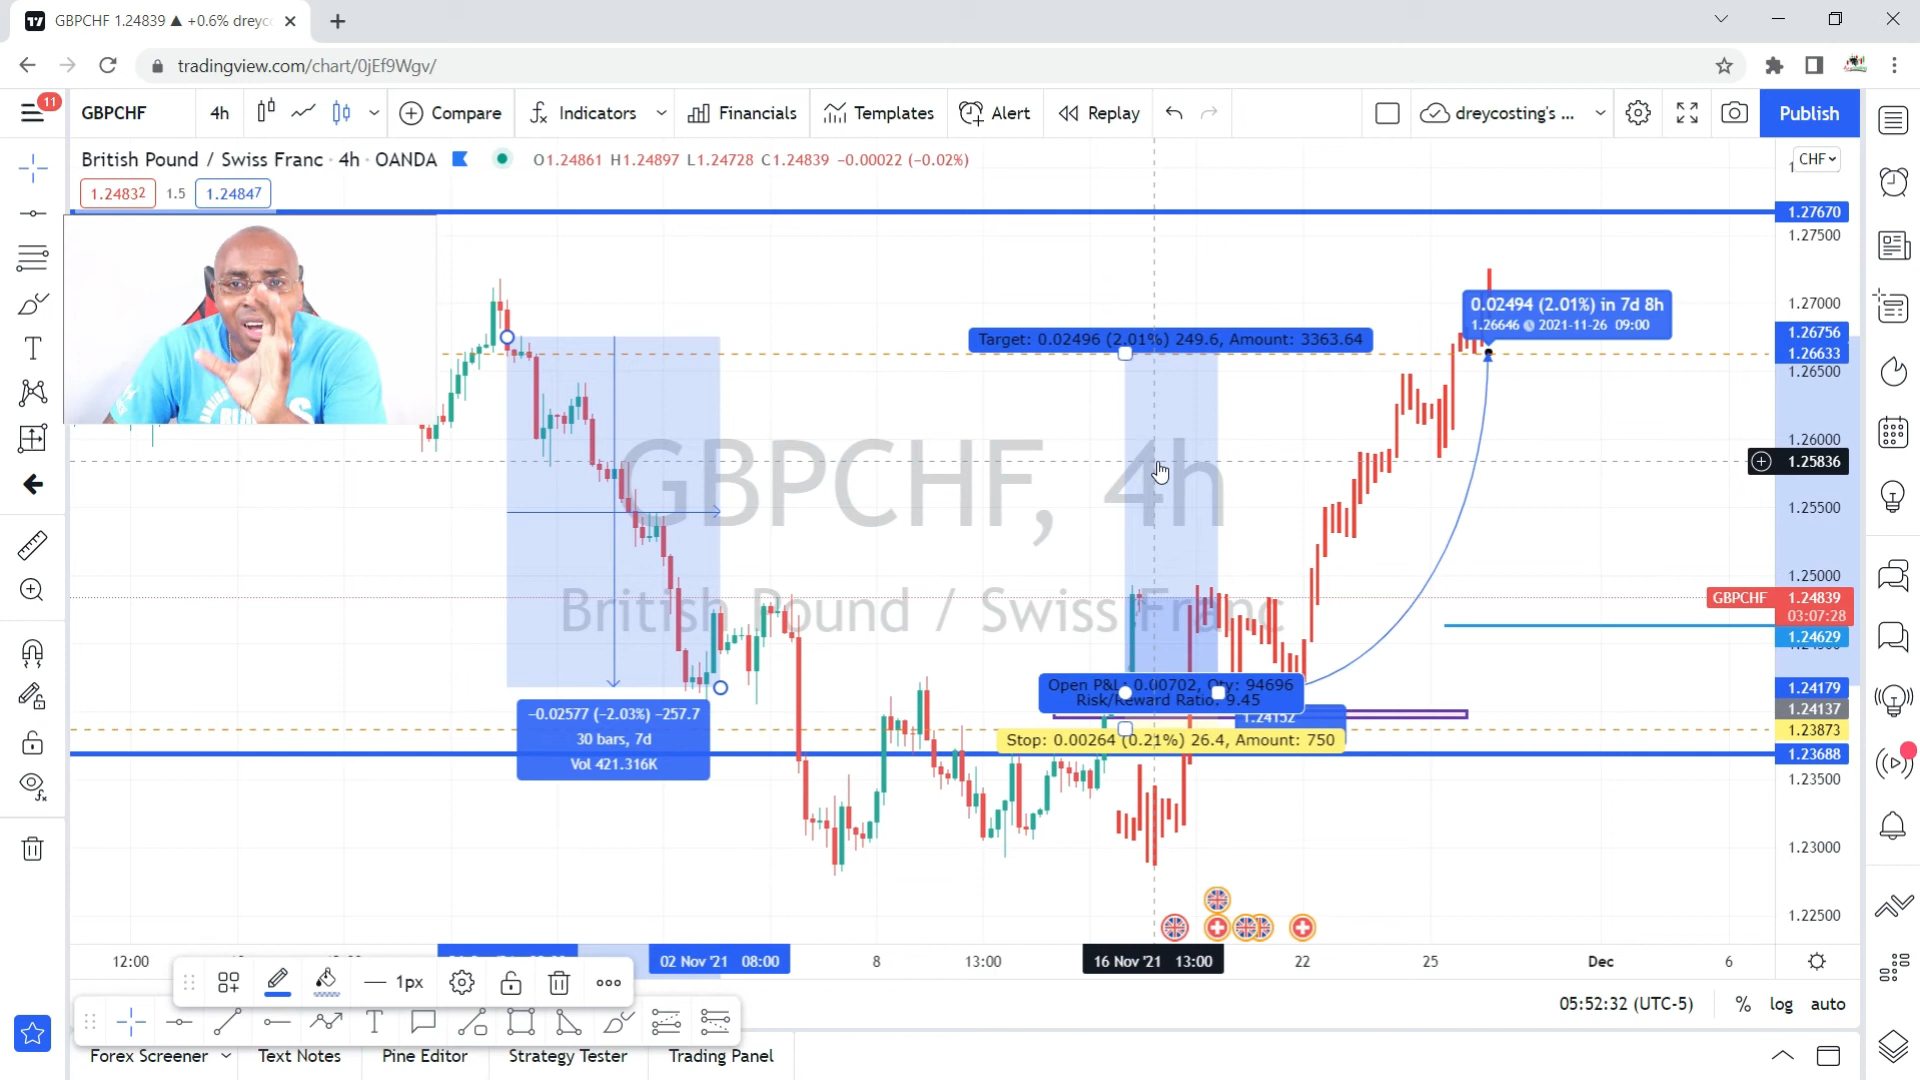 GBPCHF 1.24839 ▲ +0.6% dreyc
tradingview.com/chart/0jEf9Wgv/
11
GBPCHF
4h
Compare
Indicators
Financials
Templates
Alert
Replay
dreycosting's ...
Publish
British Pound / Swiss Franc · 4h · OANDA
O1.24861 H1.24897 L1.24728 C1.24839 −0.00022 (−0.02%)
CHF
1.24832
1.5
1.24847
1.27670
1.27500
1.27000
0.02494 (2.01%) in 7d 8h
1.26646 2021-11-26 09:00
Target: 0.02496 (2.01%) 249.6, Amount: 3363.64
1.26756
1.26633
1.26500
1.26000
1.25836
GBPCHF, 4h
British Pound / Swiss Franc
1.25500
1.25000
GBPCHF
1.24839
03:07:28
1.24629
Open P&L: 0.00702, Qty: 94696
Risk/Reward Ratio: 9.45
1.24179
1.24137
1.24152
−0.02577 (−2.03%) −257.7
30 bars, 7d
Vol 421.316K
Stop: 0.00264 (0.21%) 26.4, Amount: 750
1.23873
1.23688
1.23500
1.23000
1.22500
12:00
02 Nov '21 08:00
8
13:00
16 Nov '21 13:00
22
25
Dec
6
1px
05:52:32 (UTC-5)
%
log
auto
Forex Screener
Text Notes
Pine Editor
Strategy Tester
Trading Panel